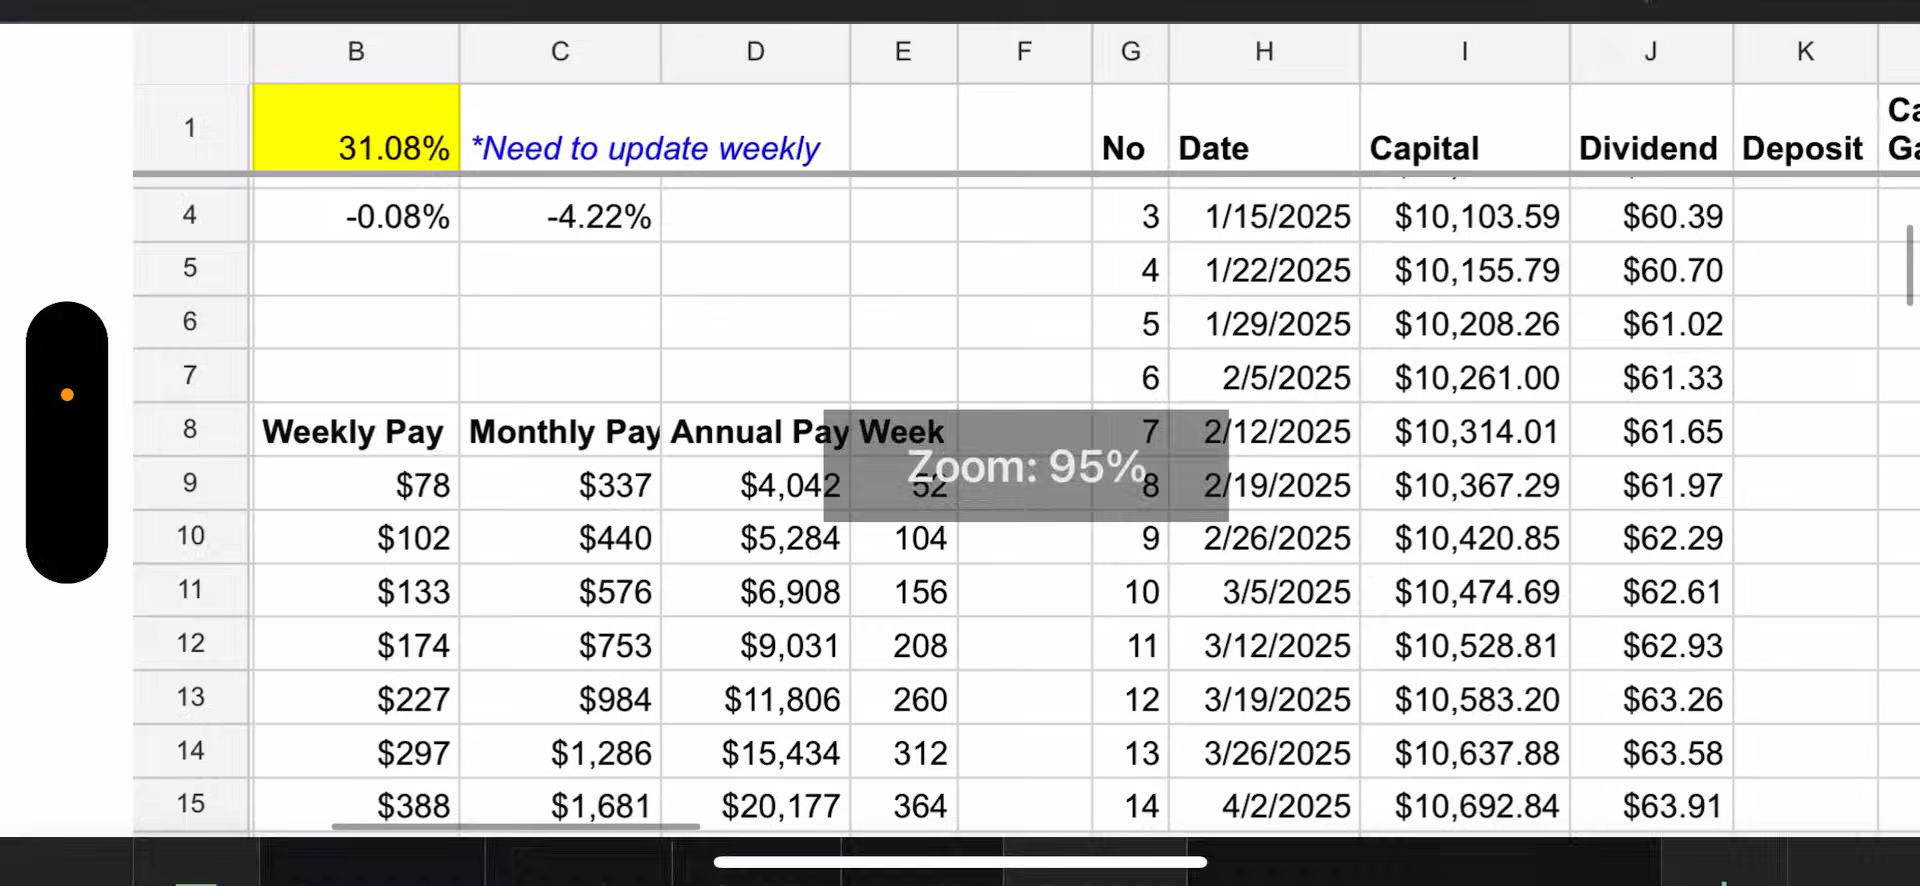 B C D E F G H I J K
1 31.08% *Need to update weekly No Date Capital Dividend Deposit
4 -0.08% -4.22% 3 1/15/2025 $10,103.59 $60.39
5 4 1/22/2025 $10,155.79 $60.70
6 5 1/29/2025 $10,208.26 $61.02
7 6 2/5/2025 $10,261.00 $61.33
8 Weekly Pay Monthly Pay Annual Pay Week 7 2/12/2025 $10,314.01 $61.65
Zoom: 95%
9 $78 $337 $4,042 52 8 2/19/2025 $10,367.29 $61.97
10 $102 $440 $5,284 104 9 2/26/2025 $10,420.85 $62.29
11 $133 $576 $6,908 156 10 3/5/2025 $10,474.69 $62.61
12 $174 $753 $9,031 208 11 3/12/2025 $10,528.81 $62.93
13 $227 $984 $11,806 260 12 3/19/2025 $10,583.20 $63.26
14 $297 $1,286 $15,434 312 13 3/26/2025 $10,637.88 $63.58
15 $388 $1,681 $20,177 364 14 4/2/2025 $10,692.84 $63.91